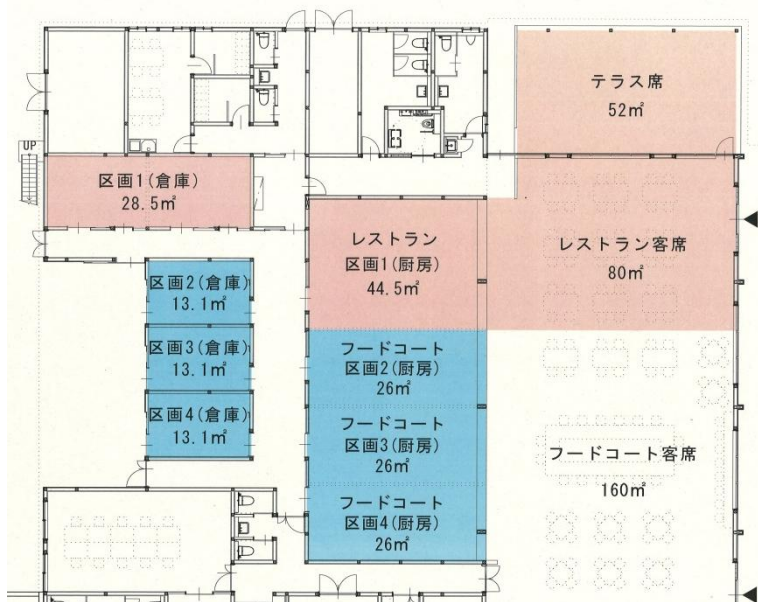 テラス席
52㎡
UP
区画1(倉庫)
28.5㎡
レストラン
区画1(厨房)
44.5㎡
レストラン客席
80㎡
区画2(倉庫)
13.1㎡
区画3(倉庫)
13.1㎡
区画4(倉庫)
13.1㎡
フードコート
区画2(厨房)
26㎡
フードコート
区画3(厨房)
26㎡
フードコート
区画4(厨房)
26㎡
フードコート客席
160㎡